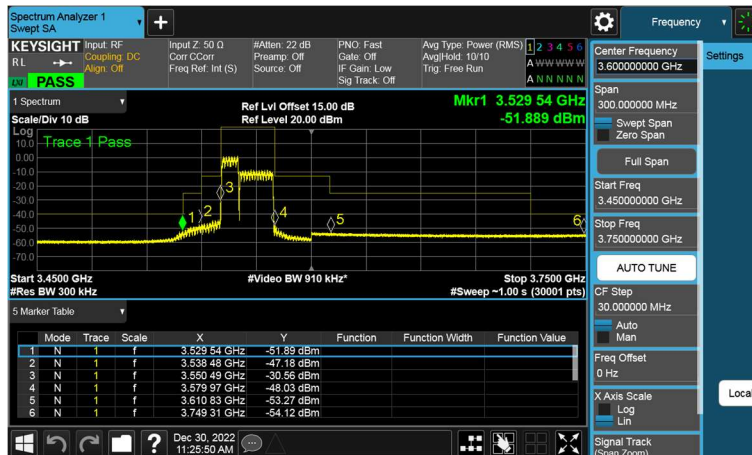 Spectrum Analyzer 1
Swept SA
+
Frequency
KEYSIGHT
RL
LXI PASS
Input: RF
Coupling: DC
Align: Off
Input Z: 50 Ω
Corr CCorr
Freq Ref: Int (S)
#Atten: 22 dB
Preamp: Off
Source: Off
PNO: Fast
Gate: Off
IF Gain: Low
Sig Track: Off
Avg Type: Power (RMS)
Avg|Hold: 10/10
Trig: Free Run
1 2 3 4 5 6
A W W W W W
A N N N N N
1 Spectrum
Scale/Div 10 dB
Ref Lvl Offset 15.00 dB
Ref Level 20.00 dBm
Mkr1 3.529 54 GHz
-51.889 dBm
Log
Trace 1 Pass
10.0
0.00
-10.0
-20.0
-30.0
-40.0
-50.0
-60.0
-70.0
1
2
3
4
5
6
Start 3.4500 GHz
#Res BW 300 kHz
#Video BW 910 kHz*
Stop 3.7500 GHz
#Sweep ~1.00 s (30001 pts)
5 Marker Table
Mode Trace Scale X Y Function Function Width Function Value
1 N 1 f 3.529 54 GHz -51.89 dBm
2 N 1 f 3.538 48 GHz -47.18 dBm
3 N 1 f 3.550 49 GHz -30.56 dBm
4 N 1 f 3.579 97 GHz -48.03 dBm
5 N 1 f 3.610 83 GHz -53.27 dBm
6 N 1 f 3.749 31 GHz -54.12 dBm
?
Dec 30, 2022
11:25:50 AM
Center Frequency
3.600000000 GHz
Settings
Span
300.000000 MHz
Swept Span
Zero Span
Full Span
Start Freq
3.450000000 GHz
Stop Freq
3.750000000 GHz
AUTO TUNE
CF Step
30.000000 MHz
Auto
Man
Freq Offset
0 Hz
X Axis Scale
Log
Lin
Local
Signal Track
(Span Zoom)